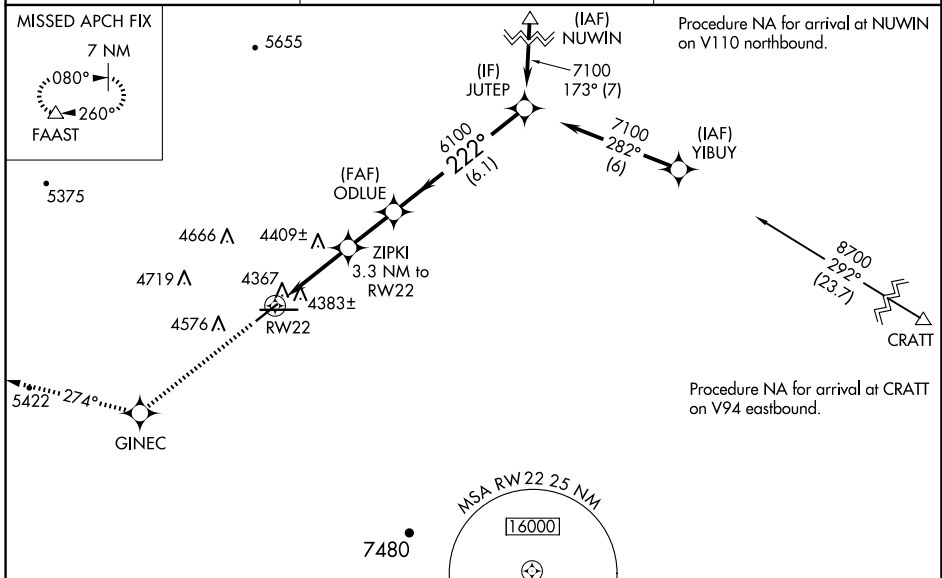 MISSED APCH FIX
7 NM
080°
260°
FAAST
5655
(IAF)
NUWIN
7100
173° (7)
Procedure NA for arrival at NUWIN
on V110 northbound.
(IF)
JUTEP
6100
222°
(6.1)
7100
282°
(6)
(IAF)
YIBUY
(FAF)
ODLUE
5375
4666
4409±
ZIPKI
3.3 NM to
RW22
4719
4367
4383±
4576
RW22
8700
292°
(23.7)
CRATT
5422
274°
GINEC
Procedure NA for arrival at CRATT
on V94 eastbound.
MSA RW22 25 NM
16000
7480